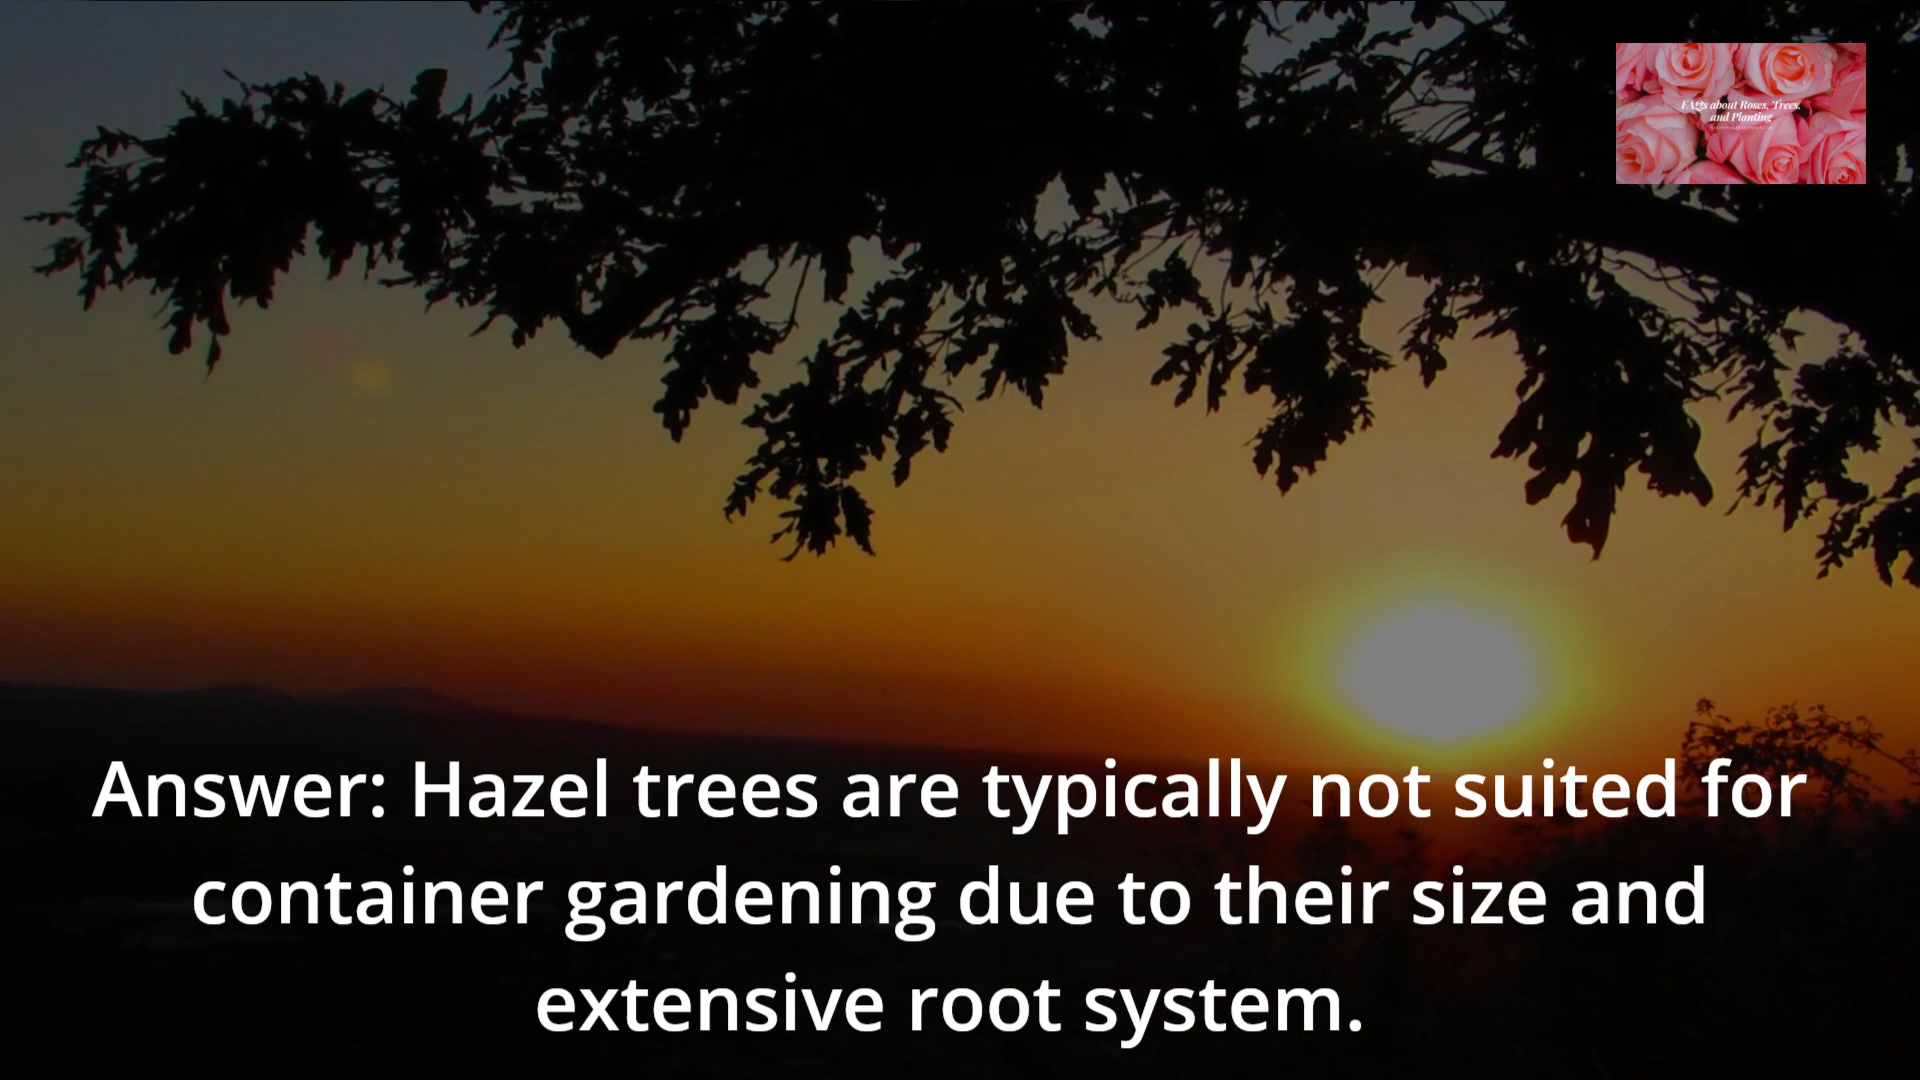 FAQs about Roses, Trees,
and Planting
Answer: Hazel trees are typically not suited for
container gardening due to their size and
extensive root system.